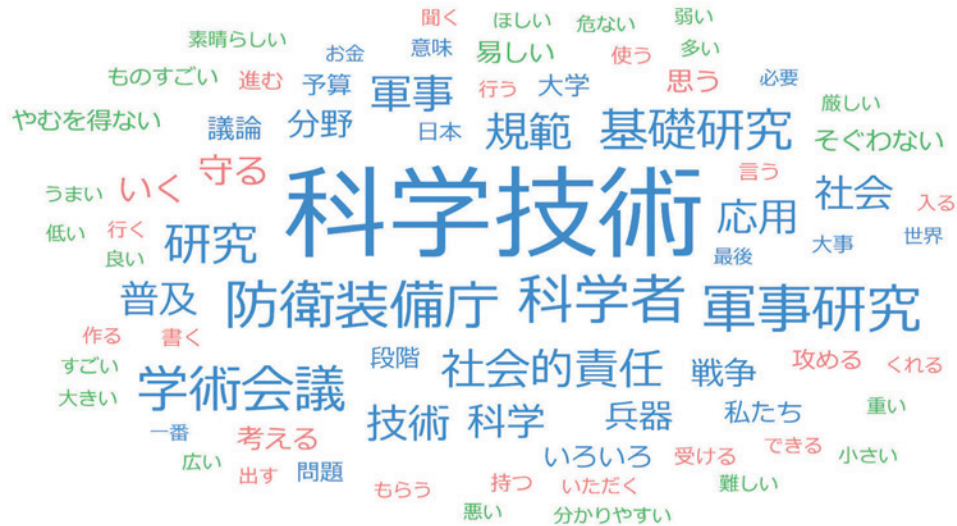 聞く ほしい 危ない 弱い
素晴らしい お金 意味 易しい 使う 多い
ものすごい 進む 予算 軍事 行う 大学 思う 必要
やむを得ない 議論 分野 日本 規範 基礎研究 厳しい そぐわない
うまい いく 守る 科学技術 言う 社会 入る
低い 行く 良い 研究 応用 最後 大事 世界
普及 防衛装備庁 科学者 軍事研究
作る 書く
すごい 学術会議 段階 社会的責任 戦争 攻める くれる
大きい 技術 科学 兵器 私たち 重い
一番 考える いろいろ 受ける できる 小さい
広い 出す 問題 もらう 持つ いただく 難しい
悪い 分かりやすい